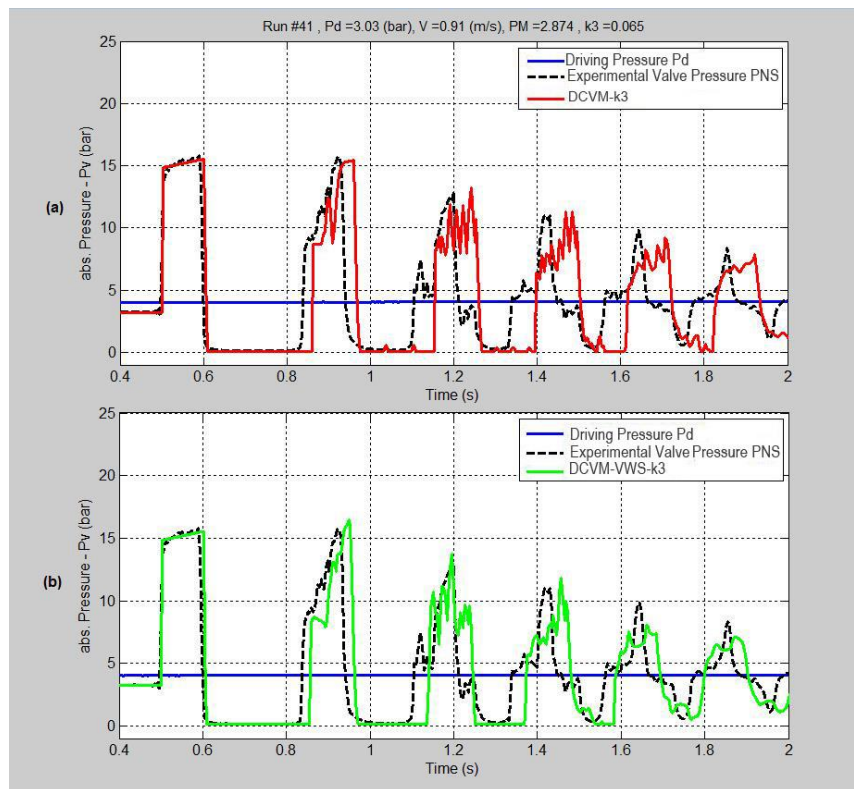 Run #41 , Pd =3.03 (bar), V =0.91 (m/s), PM =2.874 , k3 =0.065
25
20
15
10
5
0
abs. Pressure - Pv (bar)
(a)
Driving Pressure Pd
Experimental Valve Pressure PNS
DCVM-k3
0.4 0.6 0.8 1 1.2 1.4 1.6 1.8 2
Time (s)
25
20
15
10
5
0
abs. Pressure - Pv (bar)
(b)
Driving Pressure Pd
Experimental Valve Pressure PNS
DCVM-VWS-k3
0.4 0.6 0.8 1 1.2 1.4 1.6 1.8 2
Time (s)